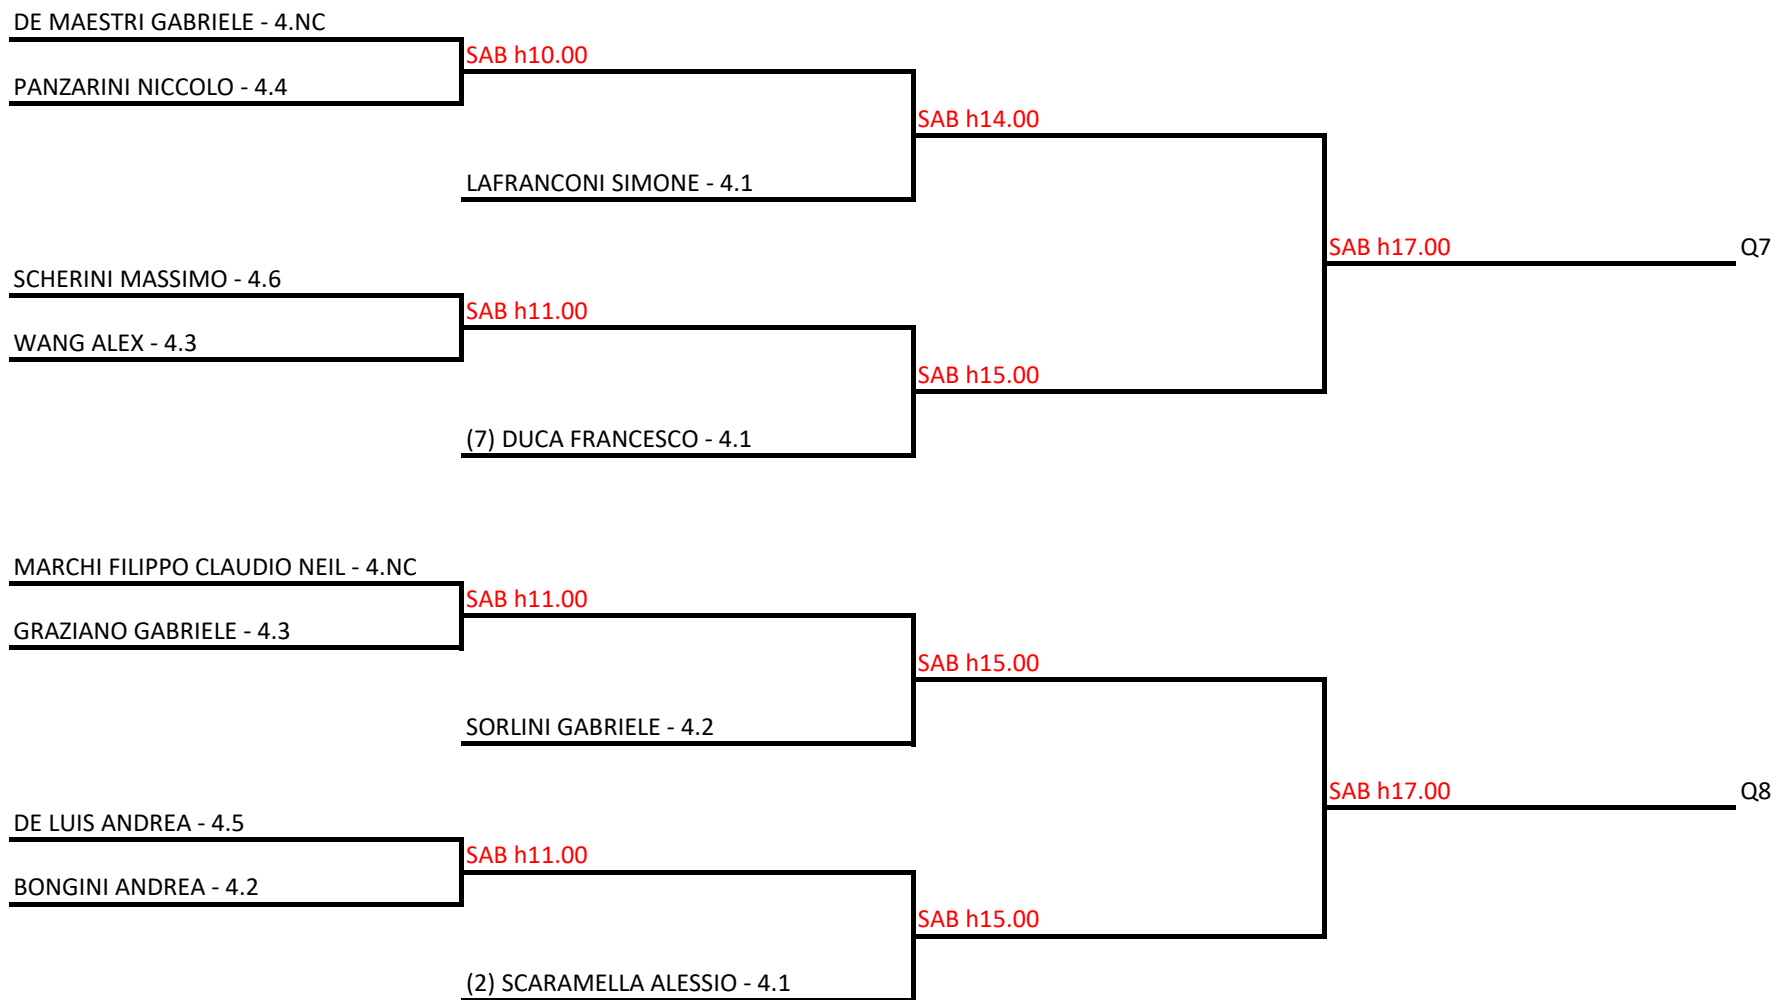 DE MAESTRI GABRIELE - 4.NC
SAB h10.00
PANZARINI NICCOLO - 4.4
SAB h14.00
LAFRANCONI SIMONE - 4.1
SAB h17.00
Q7
SCHERINI MASSIMO - 4.6
SAB h11.00
WANG ALEX - 4.3
SAB h15.00
(7) DUCA FRANCESCO - 4.1
MARCHI FILIPPO CLAUDIO NEIL - 4.NC
SAB h11.00
GRAZIANO GABRIELE - 4.3
SAB h15.00
SORLINI GABRIELE - 4.2
SAB h17.00
Q8
DE LUIS ANDREA - 4.5
SAB h11.00
BONGINI ANDREA - 4.2
SAB h15.00
(2) SCARAMELLA ALESSIO - 4.1